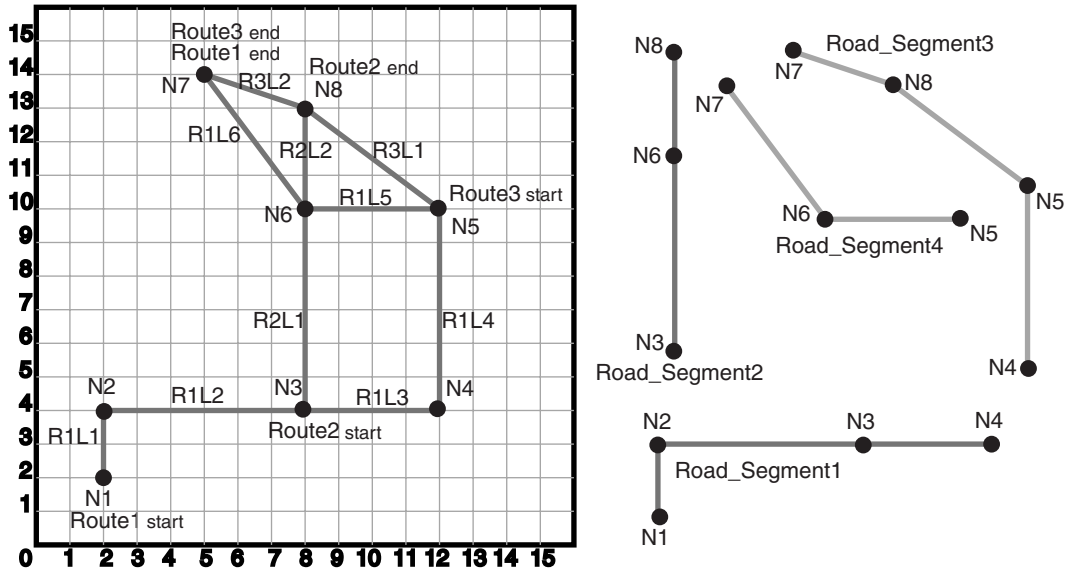 15
Route3 end
Route1 end
14
N7
R3L2
Route2 end
N8
13
R1L6
12
R2L2
R3L1
11
R1L5
Route3 start
10
N6
N5
9
8
7
R2L1
R1L4
6
5
N2
R1L2
N3
R1L3
N4
4
Route2 start
R1L1
3
2
N1
1
Route1 start
0 1 2 3 4 5 6 7 8 9 10 11 12 13 14 15
N8
N6
N3
Road_Segment2
Road_Segment3
N7
N8
N5
N4
N7
N6
N5
Road_Segment4
N2
N3
N4
Road_Segment1
N1